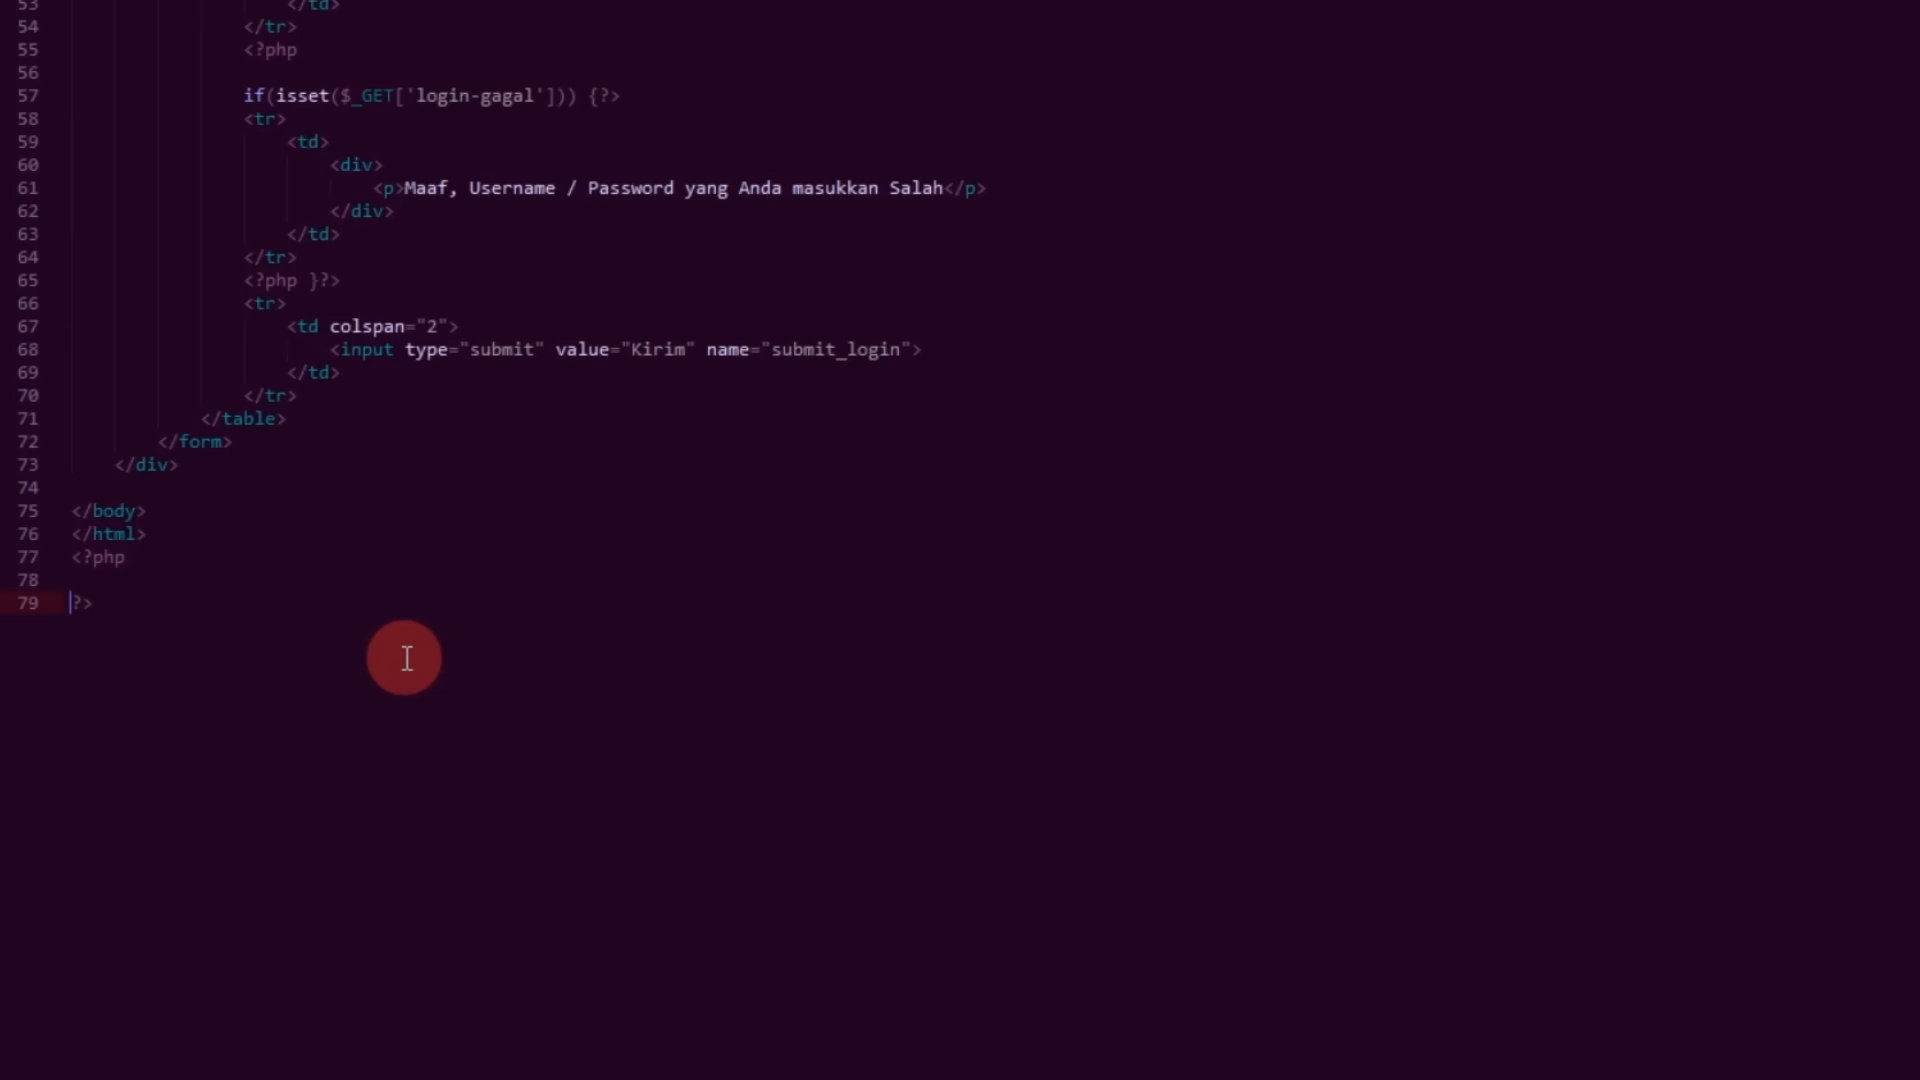 53 </td>
54 </tr>
55 <?php
56
57 if(isset($_GET['login-gagal'])) {?>
58 <tr>
59 <td>
60 <div>
61 <p>Maaf, Username / Password yang Anda masukkan Salah</p>
62 </div>
63 </td>
64 </tr>
65 <?php }?>
66 <tr>
67 <td colspan="2">
68 <input type="submit" value="Kirim" name="submit_login">
69 </td>
70 </tr>
71 </table>
72 </form>
73 </div>
74
75 </body>
76 </html>
77 <?php
78
79 ?>